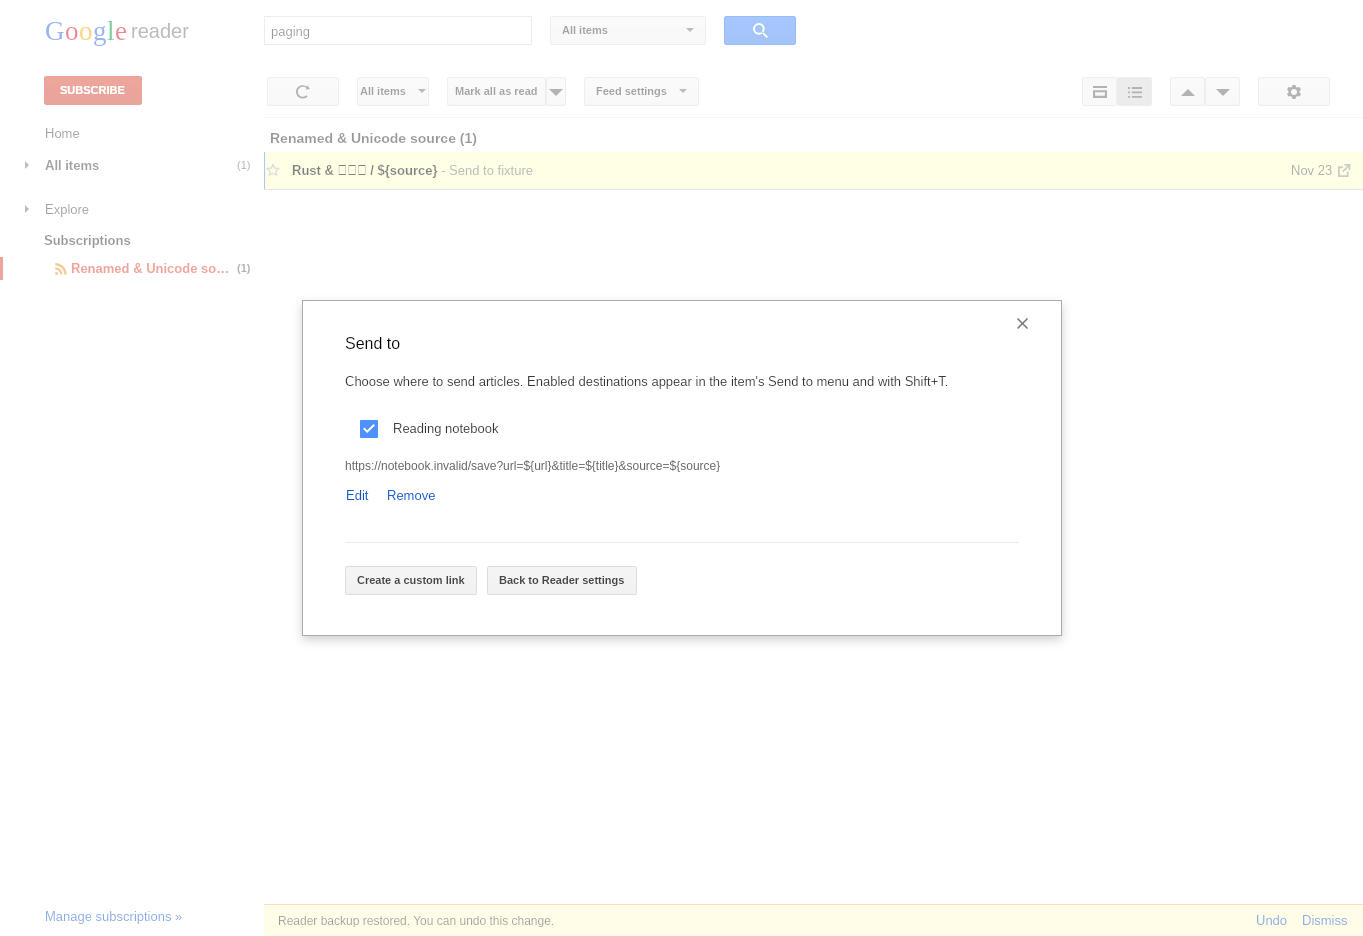 Google reader
paging
All items
SUBSCRIBE
All items
Mark all as read
Feed settings
Home
All items (1)
Explore
Subscriptions
Renamed & Unicode so… (1)
Renamed & Unicode source (1)
Rust & / ${source} - Send to fixture
Nov 23
Send to
Choose where to send articles. Enabled destinations appear in the item's Send to menu and with Shift+T.
Reading notebook
https://notebook.invalid/save?url=${url}&title=${title}&source=${source}
Edit Remove
Create a custom link
Back to Reader settings
Manage subscriptions »
Reader backup restored. You can undo this change.
Undo Dismiss